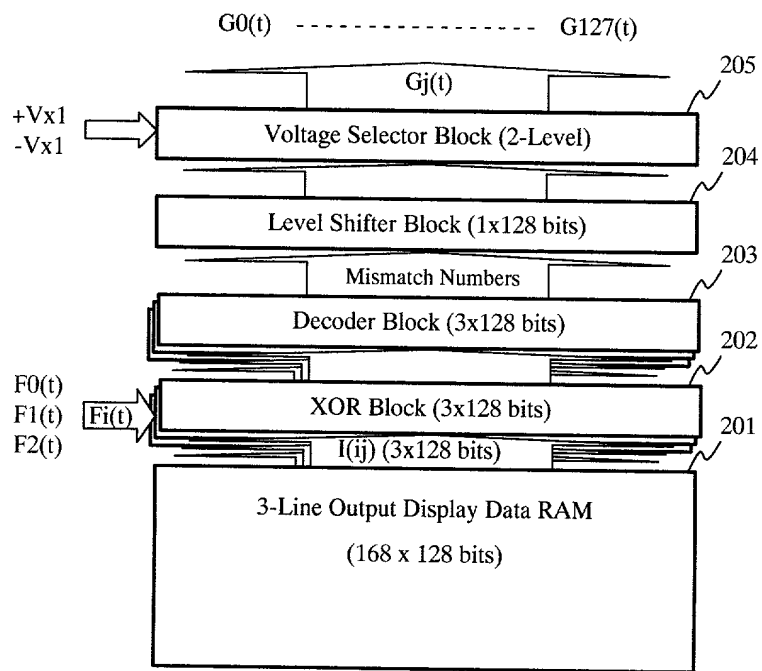 G0(t) ---------------- G127(t)
Gj(t)
205
+Vx1
-Vx1
Voltage Selector Block (2-Level)
204
Level Shifter Block (1x128 bits)
203
Mismatch Numbers
Decoder Block (3x128 bits)
202
F0(t)
F1(t)
F2(t)
Fi(t)
XOR Block (3x128 bits)
201
I(ij) (3x128 bits)
3-Line Output Display Data RAM
(168 x 128 bits)